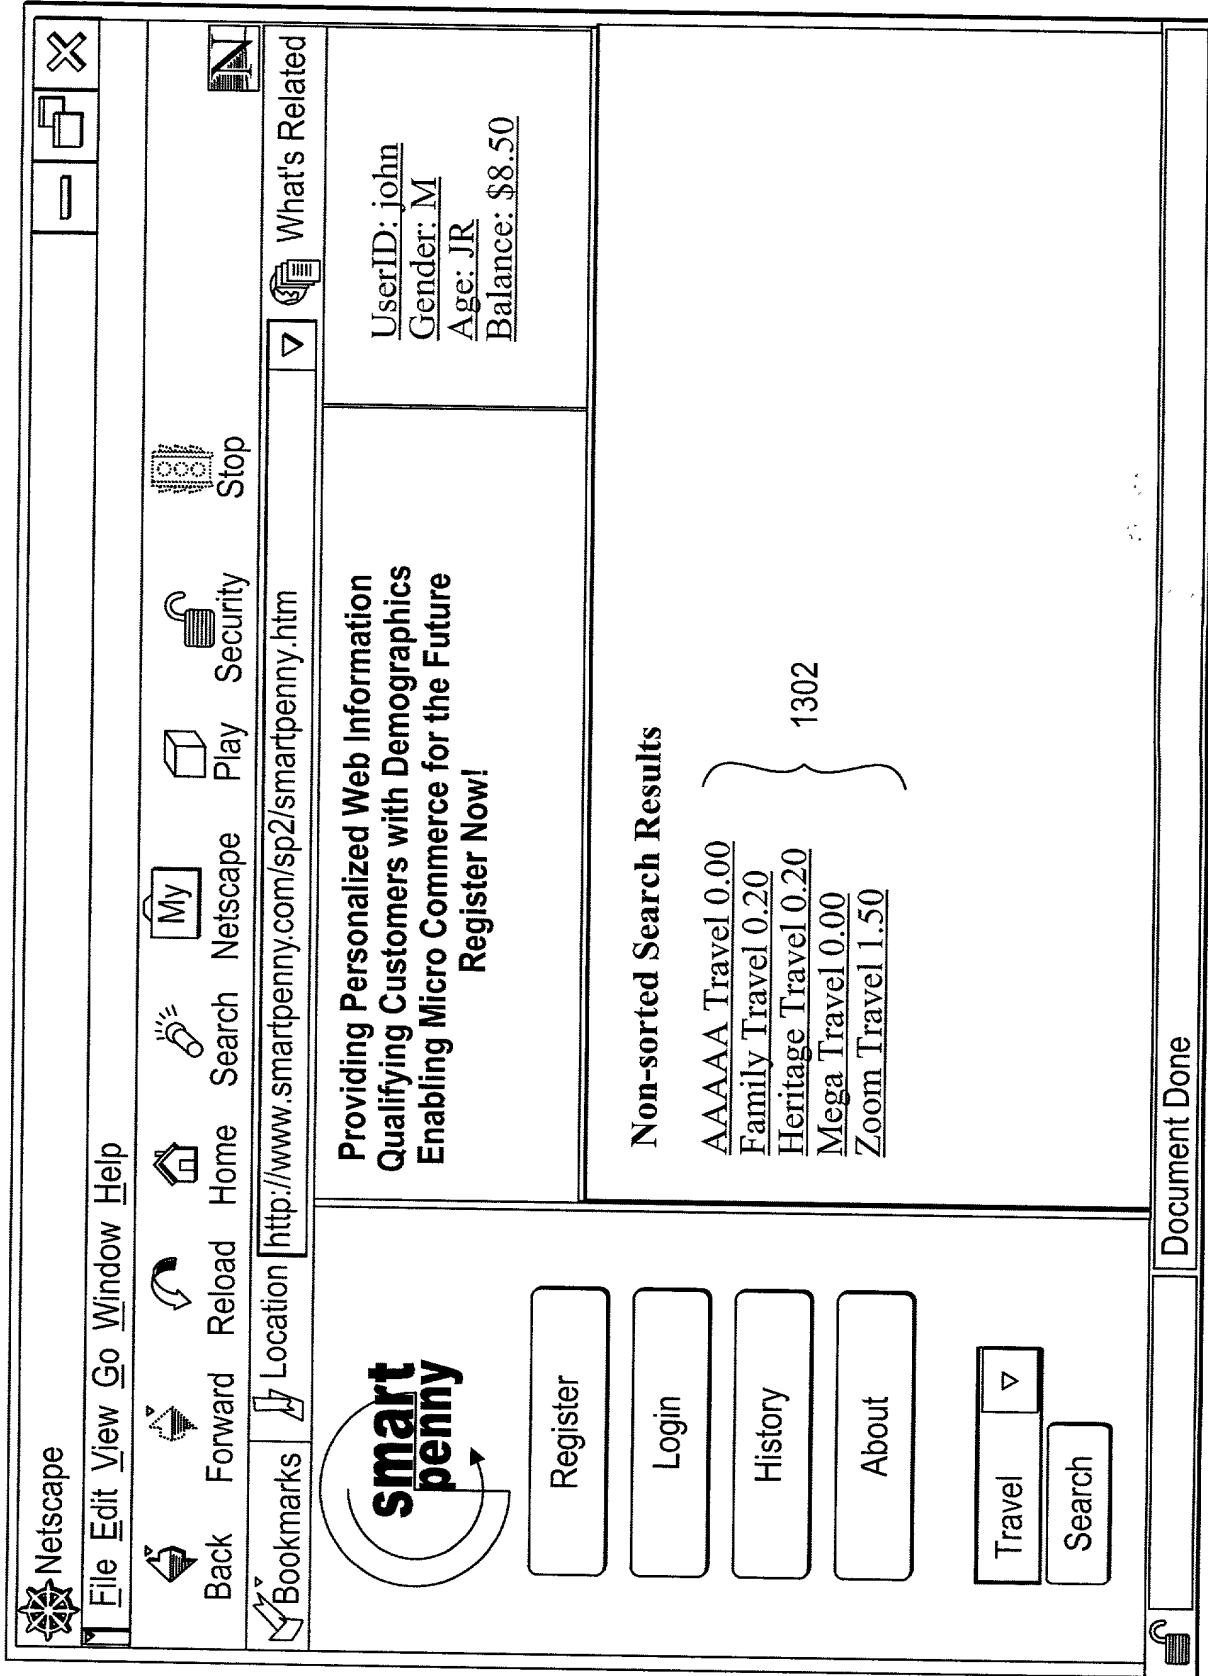 Netscape
File Edit View Go Window Help
Back Forward Reload Home Search Netscape Play Security Stop
My
N
Bookmarks Location http://www.smartpenny.com/sp2/smartpenny.htm What's Related
smart
penny
Providing Personalized Web Information
Qualifying Customers with Demographics
Enabling Micro Commerce for the Future
Register Now!
UserID: john
Gender: M
Age: JR
Balance: $8.50
Register
Login
History
About
Travel
Search
Non-sorted Search Results
AAAAA Travel 0.00
Family Travel 0.20
Heritage Travel 0.20
Mega Travel 0.00
Zoom Travel 1.50
1302
Document Done